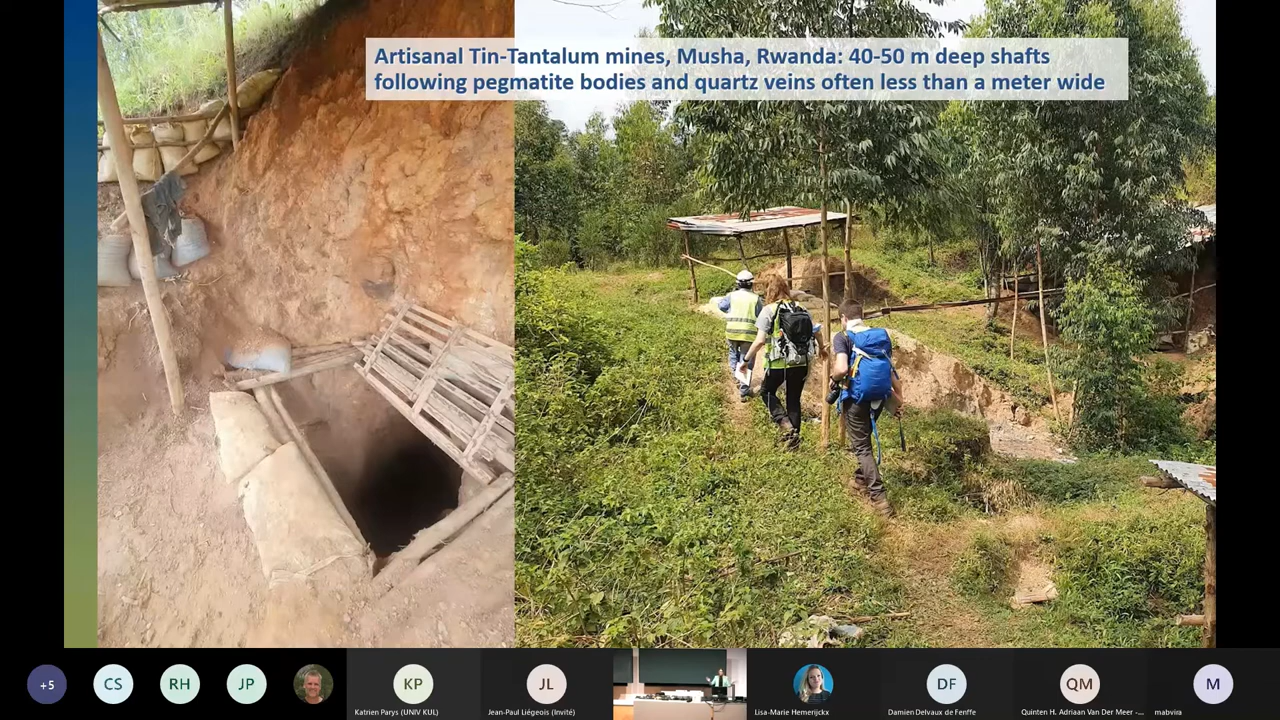 Artisanal Tin-Tantalum mines, Musha, Rwanda: 40-50 m deep shafts
following pegmatite bodies and quartz veins often less than a meter wide
+5
CS
RH
JP
KP
JL
DF
QM
M
Katrien Parys (UNIV KUL)
Jean-Paul Liégeois (Invité)
Lisa-Marie Hemerijckx
Damien Delvaux de Fenffe
Quinten H. Adriaan Van Der Meer -...
mabvira